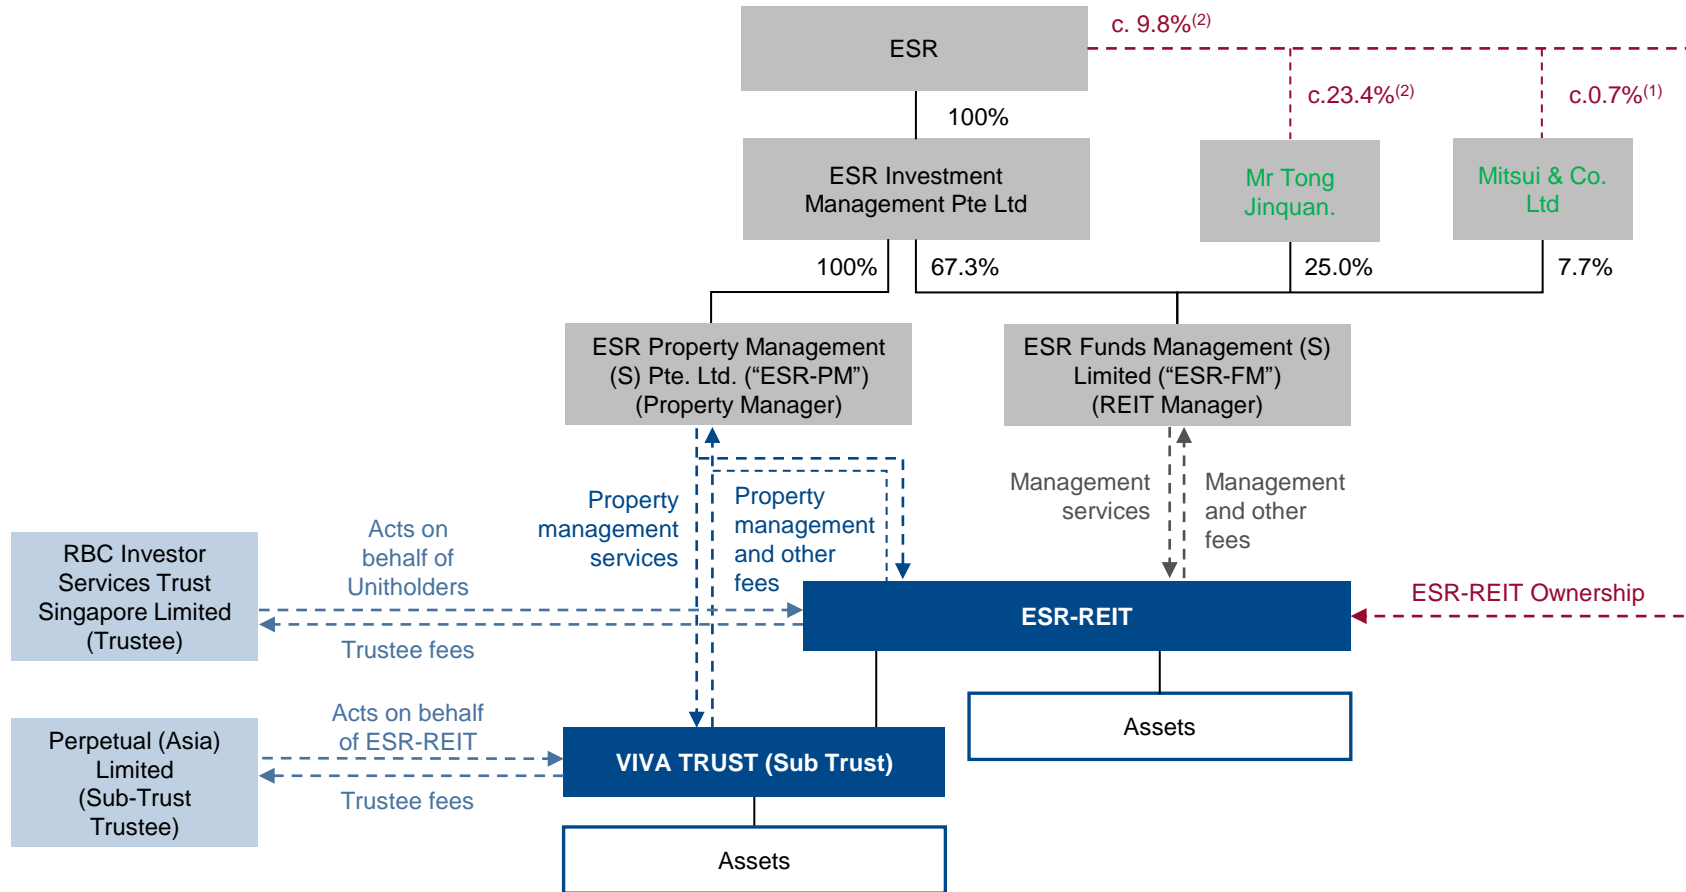 ESR
c. 9.8%(2)
c.23.4%(2)
c.0.7%(1)
100%
ESR Investment
Management Pte Ltd
Mr Tong
Jinquan.
Mitsui & Co.
Ltd
100%
67.3%
25.0%
7.7%
ESR Property Management
(S) Pte. Ltd. (“ESR-PM”)
(Property Manager)
ESR Funds Management (S)
Limited (“ESR-FM”)
(REIT Manager)
Property
management
services
Property
management
and other
fees
Management
services
Management
and other
fees
RBC Investor
Services Trust
Singapore Limited
(Trustee)
Acts on
behalf of
Unitholders
Trustee fees
ESR-REIT
ESR-REIT Ownership
Assets
Perpetual (Asia)
Limited
(Sub-Trust
Trustee)
Acts on behalf
of ESR-REIT
Trustee fees
VIVA TRUST (Sub Trust)
Assets